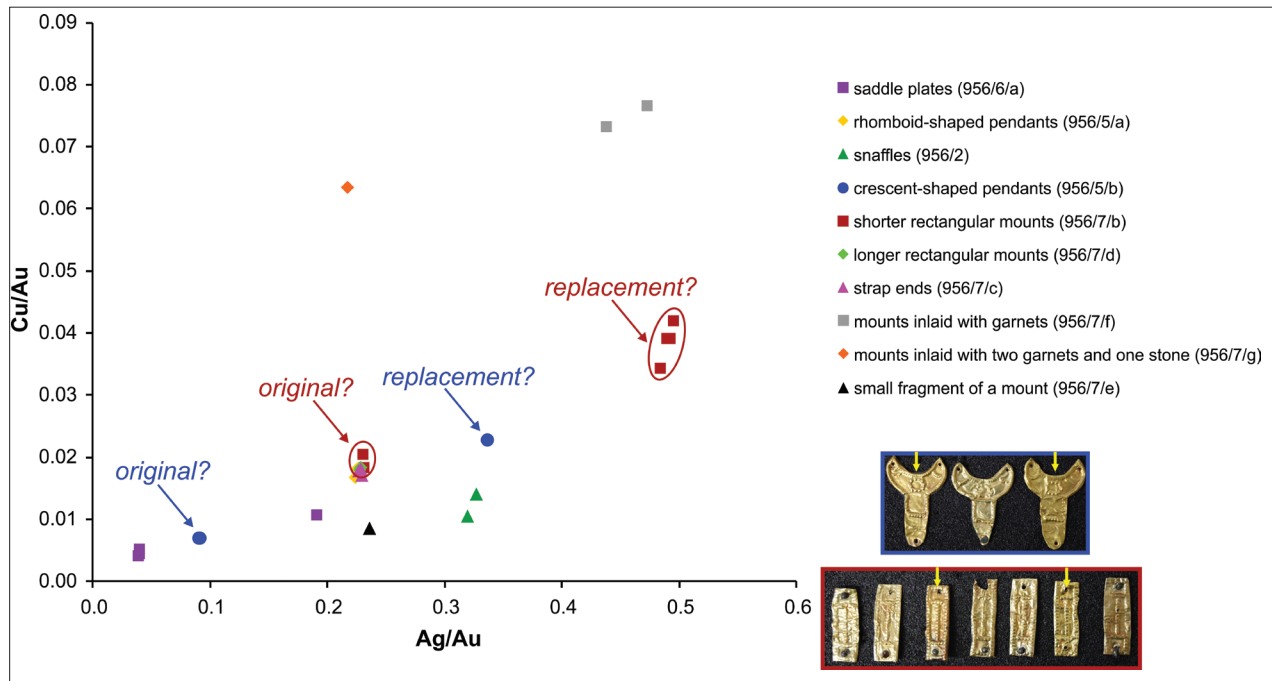 0.09
0.08
0.07
0.06
0.05
0.04
0.03
0.02
0.01
0.00
Cu/Au
0.0
0.1
0.2
0.3
0.4
0.5
0.6
Ag/Au
replacement?
original?
replacement?
original?
saddle plates (956/6/a)
rhomboid-shaped pendants (956/5/a)
snaffles (956/2)
crescent-shaped pendants (956/5/b)
shorter rectangular mounts (956/7/b)
longer rectangular mounts (956/7/d)
strap ends (956/7/c)
mounts inlaid with garnets (956/7/f)
mounts inlaid with two garnets and one stone (956/7/g)
small fragment of a mount (956/7/e)